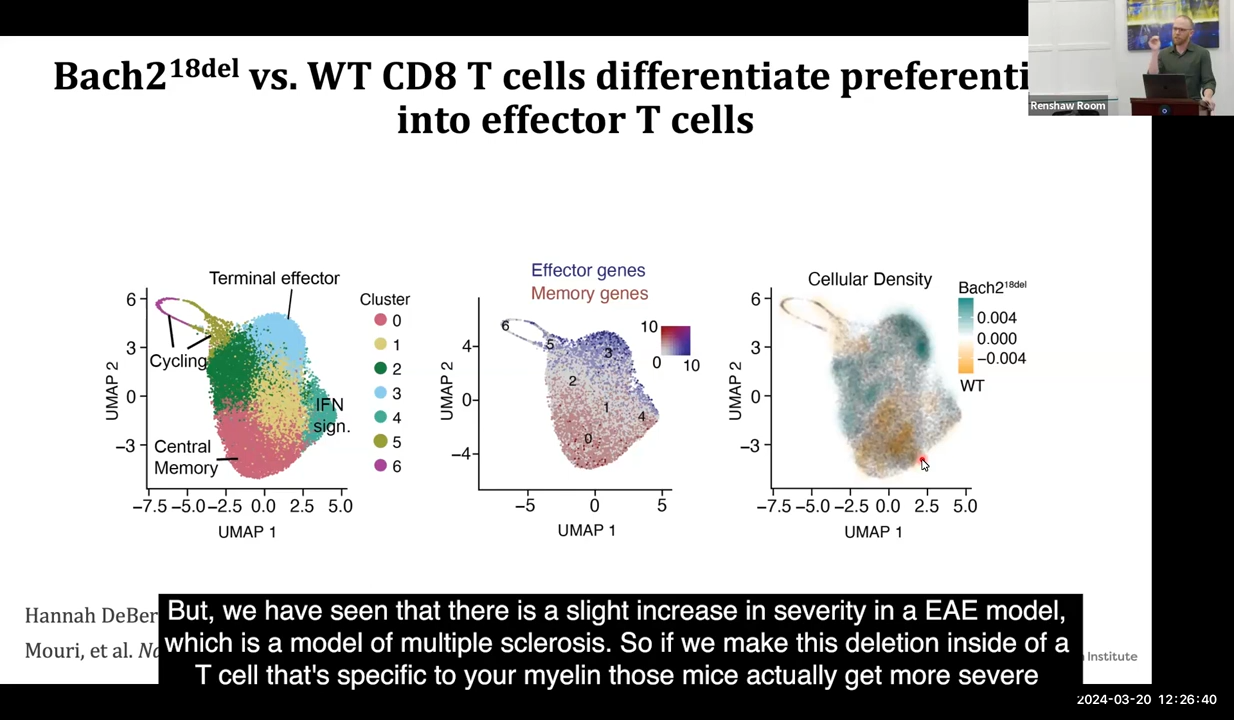 Bach218del vs. WT CD8 T cells differentiate
into effector T cells
Renshaw Room
Terminal effector
Cluster
0
1
2
3
4
5
6
Cycling
IFN
sign.
Central
Memory
6
3
0
−3
UMAP 2
−7.5 −5.0 −2.5 0.0 2.5 5.0
UMAP 1
Effector genes
Memory genes
10
0
10
6
5
3
2
1
4
0
4
0
−4
UMAP 2
−5 0 5
UMAP 1
Cellular Density
Bach218del
0.004
0.000
−0.004
WT
6
3
0
−3
UMAP 2
−7.5 −5.0 −2.5 0.0 2.5 5.0
UMAP 1
Hannah
Mouri, et al.
But, we have seen that there is a slight increase in severity in a EAE model,
which is a model of multiple sclerosis. So if we make this deletion inside of a
T cell that's specific to your myelin those mice actually get more severe
Institute
2024-03-20 12:26:40